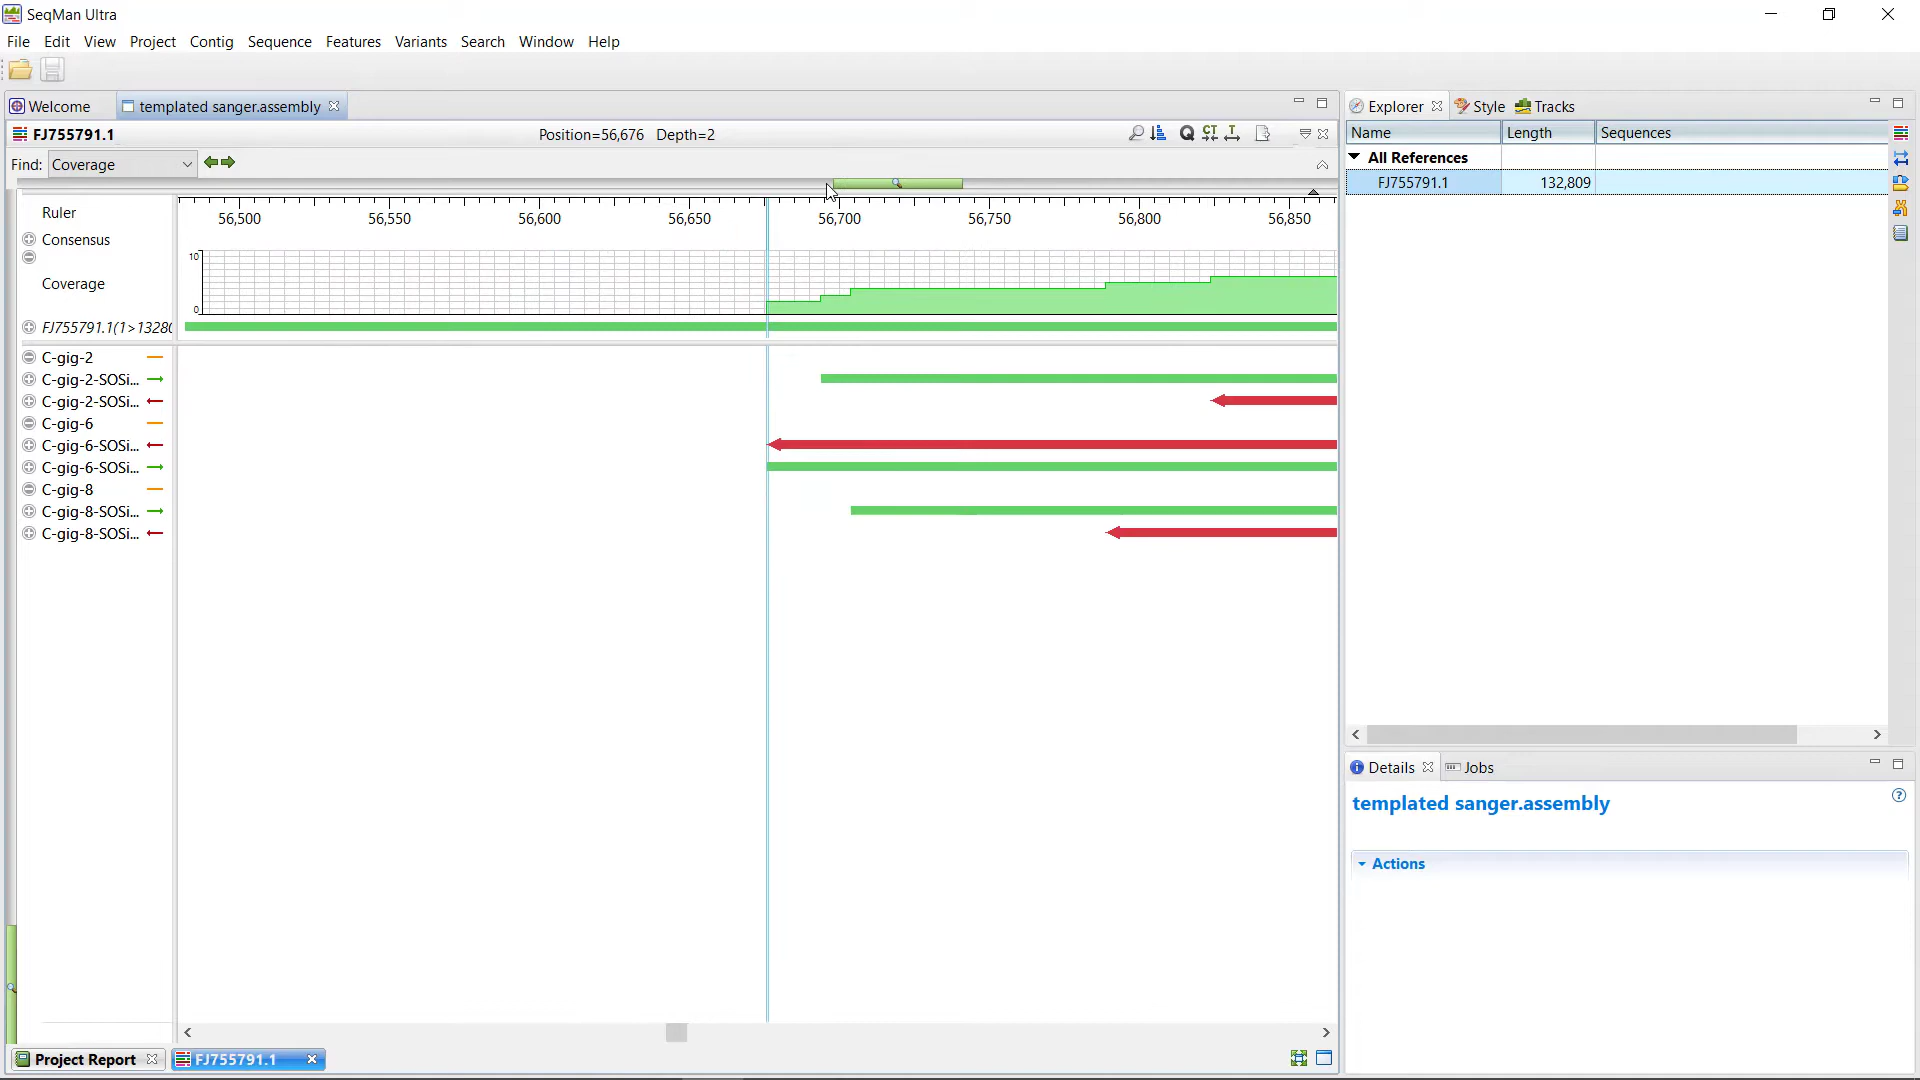 SeqMan Ultra
File Edit View Project Contig Sequence Features Variants Search Window Help
Welcome templated sanger.assembly
FJ755791.1 Position=56,676 Depth=2
Find: Coverage
Ruler
56,500 56,550 56,600 56,650 56,700 56,750 56,800 56,850
Consensus
10
Coverage
0
FJ755791.1(1>13280
C-gig-2
C-gig-2-SOSi...
C-gig-2-SOSi...
C-gig-6
C-gig-6-SOSi...
C-gig-6-SOSi...
C-gig-8
C-gig-8-SOSi...
C-gig-8-SOSi...
Project Report FJ755791.1
Explorer Style Tracks
Name Length Sequences
All References
FJ755791.1 132,809
Details Jobs
templated sanger.assembly
Actions